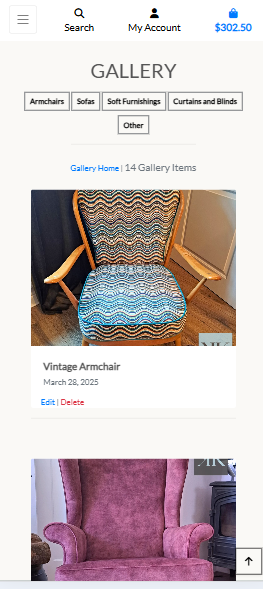 Search
My Account
$302.50
GALLERY
Armchairs
Sofas
Soft Furnishings
Curtains and Blinds
Other
Gallery Home | 14 Gallery Items
Vintage Armchair
March 28, 2025
Edit | Delete